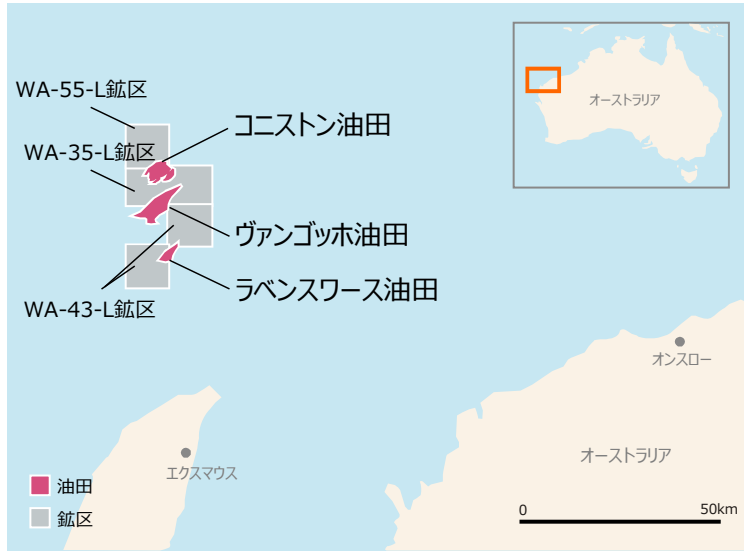 WA-55-L鉱区
コニストン油田
WA-35-L鉱区
ヴァンゴッホ油田
ラベンスワース油田
WA-43-L鉱区
オーストラリア
オンスロー
オーストラリア
エクスマウス
油田
鉱区
0 50km